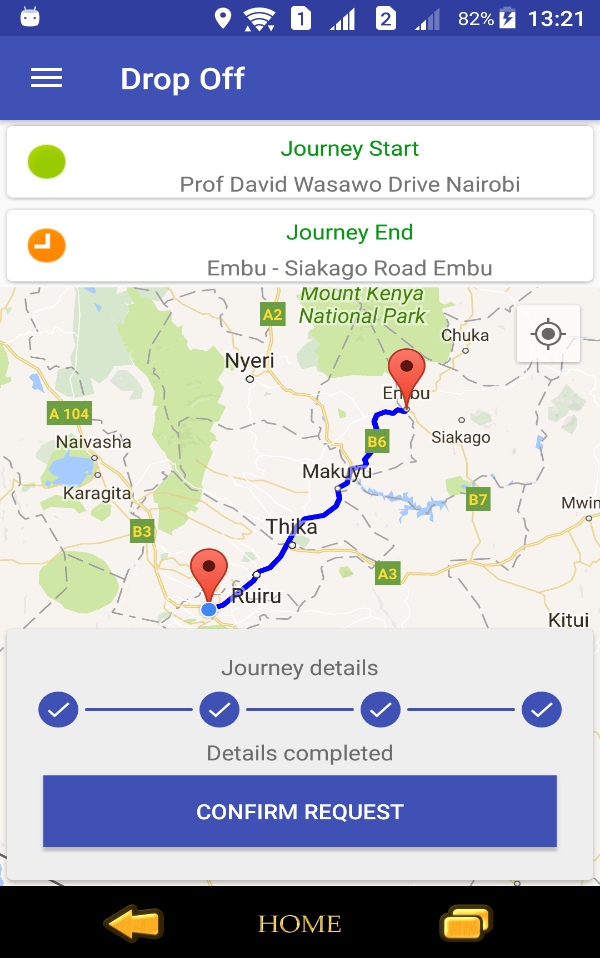 1 2 82% 13:21
Drop Off
Journey Start
Prof David Wasawo Drive Nairobi
Journey End
Embu - Siakago Road Embu
Mount Kenya
National Park
A2
Chuka
Nyeri
Embu
A 104
Naivasha
B6
Siakago
Makuyu
Karagita
B7
Mwin
Thika
B3
A3
Ruiru
Kitui
Journey details
Details completed
CONFIRM REQUEST
HOME